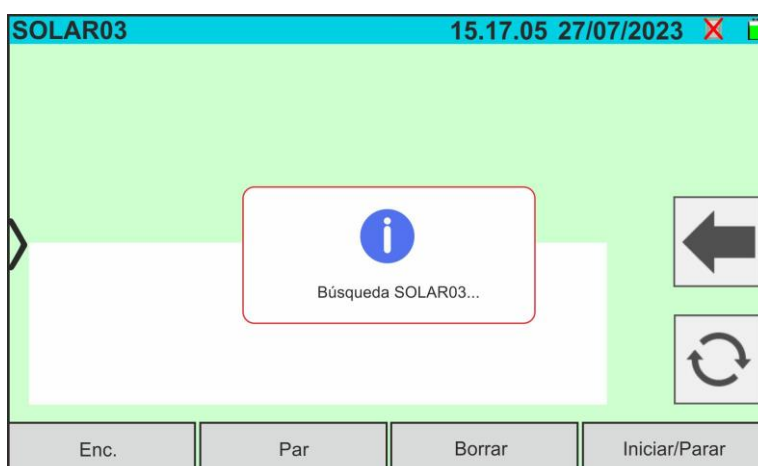 SOLAR03 15.17.05 27/07/2023
Búsqueda SOLAR03...
Enc. Par Borrar Iniciar/Parar